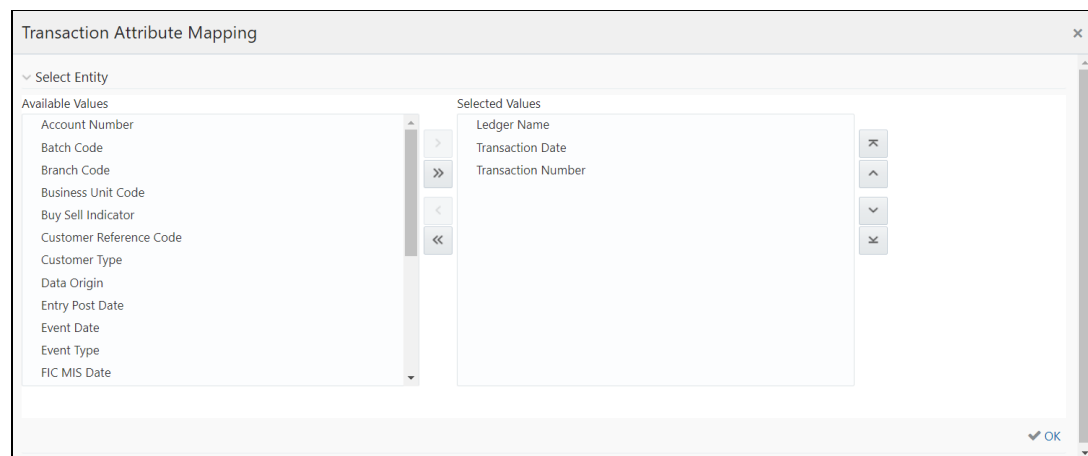 Transaction Attribute Mapping
Select Entity
Available Values
Account Number
Batch Code
Branch Code
Business Unit Code
Buy Sell Indicator
Customer Reference Code
Customer Type
Data Origin
Entry Post Date
Event Date
Event Type
FIC MIS Date
Selected Values
Ledger Name
Transaction Date
Transaction Number
OK